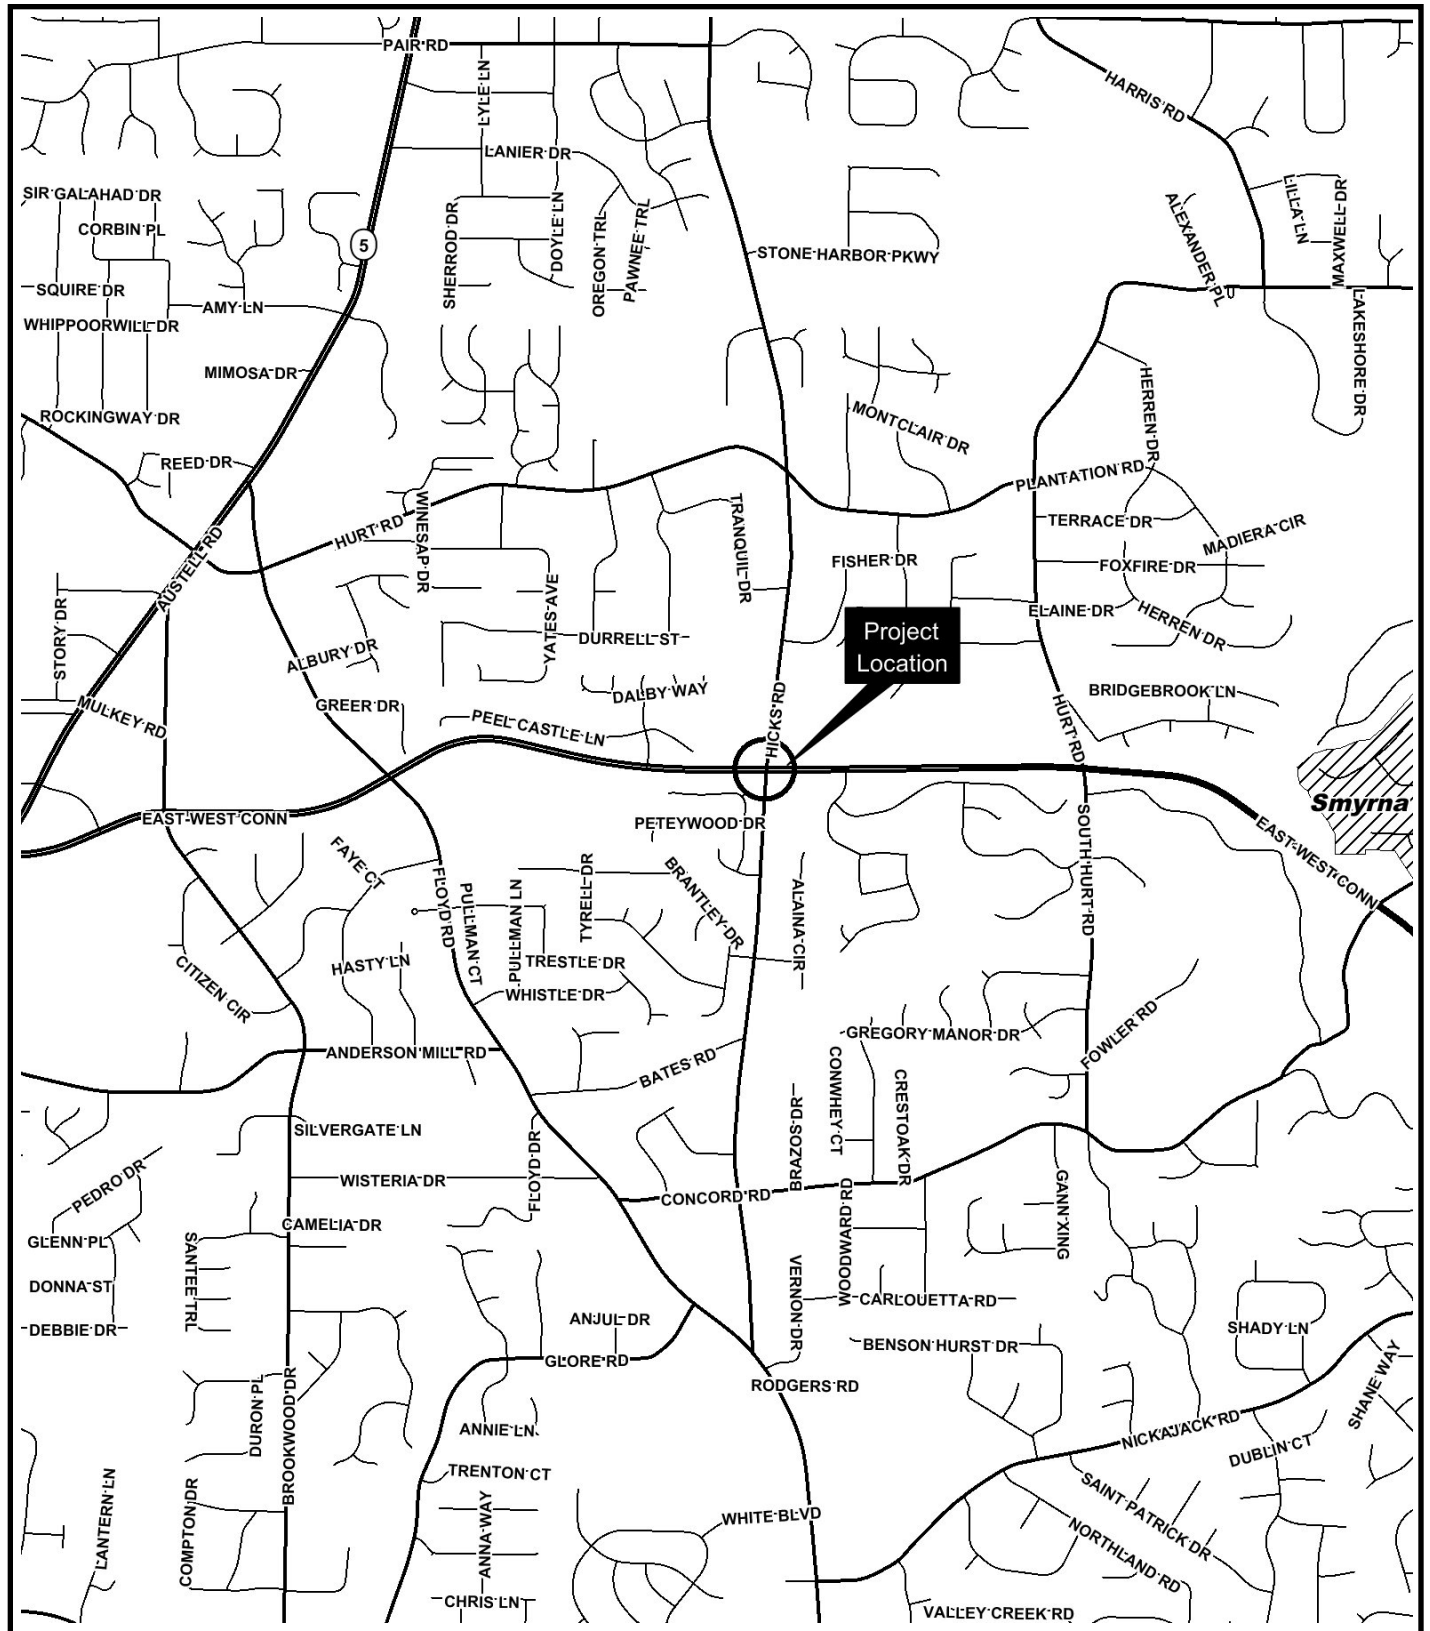 PAIR RD
LYLE LN
HARRIS RD
LANIER DR
SIR GALAHAD DR
CORBIN PL
5
SHERROD DR
DOYLE LN
OREGON TRL
PAWNEE TRL
STONE HARBOR PKWY
ALEXANDER PL
LILLA LN
MAXWELL DR
SQUIRE DR
AMY LN
WHIPPOORWILL DR
LAKESHORE DR
MIMOSA DR
HERREN DR
ROCKINGWAY DR
MONTCLAIR DR
REED DR
PLANTATION RD
WINESAP DR
TRANQUIL DR
HURT RD
TERRACE DR
MADIERA CIR
AUSTELL RD
FISHER DR
FOXFIRE DR
STORY DR
YATES AVE
ELAINE DR
HERREN DR
DURRELL ST
Project
Location
ALBURY DR
DALBY WAY
BRIDGEBROOK LN
MULKEY RD
GREER DR
HICKS RD
HURT RD
PEEL CASTLE LN
Smyrna
EAST-WEST CONN
PETEYWOOD DR
SOUTH HURT RD
EAST-WEST CONN
FAYE CT
FLOYD RD
PULLMAN CT
PULLMAN LN
TYRELL DR
BRANTLEY DR
ALAINA CIR
CITIZEN CIR
HASTY LN
TRESTLE DR
WHISTLE DR
GREGORY MANOR DR
FOWLER RD
ANDERSON MILL RD
BATES RD
CONWHEY CT
CRESTOAK DR
BRAZOS DR
SILVERGATE LN
FLOYD DR
PEDRO DR
WISTERIA DR
CONCORD RD
WOODWARD RD
GANN XING
CAMELIA DR
GLENN PL
SANTEE TRL
DONNA ST
VERNON DR
CARLOUETTA RD
DEBBIE DR
ANJUL DR
SHADY LN
BENSON HURST DR
GLORE RD
SHANE WAY
RODGERS RD
DURON PL
BROOKWOOD DR
ANNIE LN
NICKAJACK RD
DUBLIN CT
TRENTON CT
LANTERN LN
COMPTON DR
ANNA WAY
WHITE BLVD
SAINT PATRICK DR
NORTHLAND RD
CHRIS LN
VALLEY CREEK RD